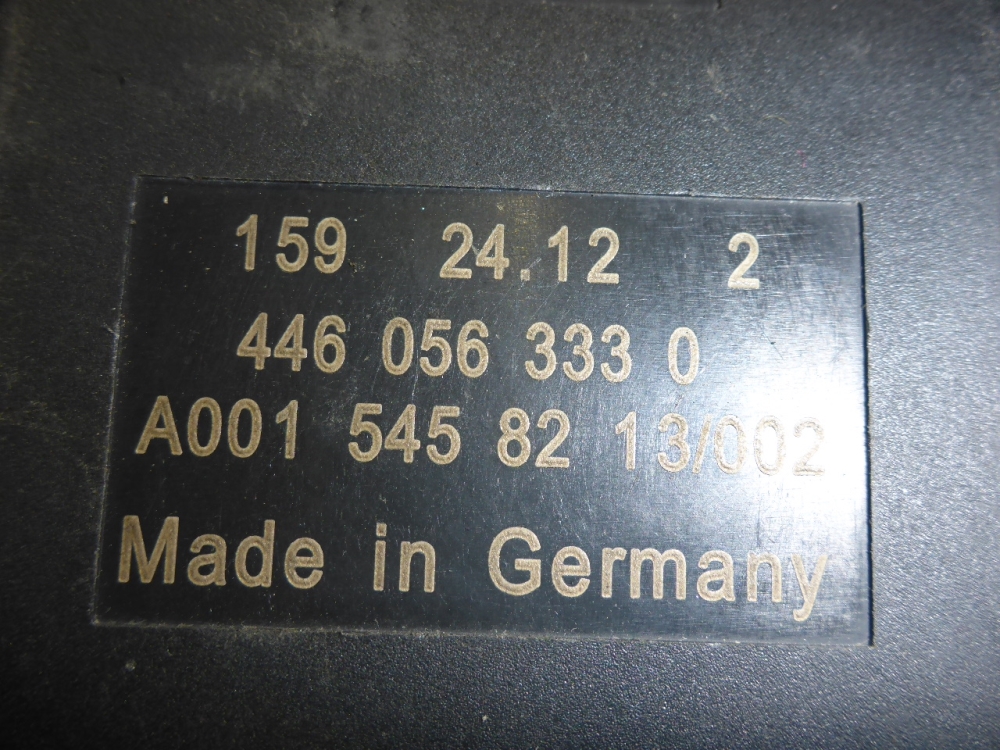 159 24.12 2
446 056 333 0
A001 545 82 13/002
Made in Germany